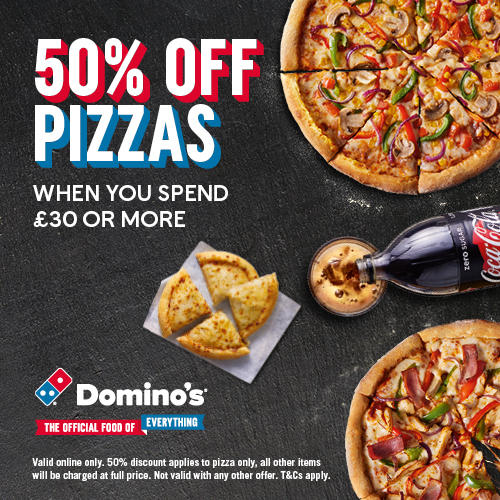 50% OFF
PIZZAS
WHEN YOU SPEND
£30 OR MORE
zero SUGAR
Coca-Cola
Domino's
THE OFFICIAL FOOD OF EVERYTHING
Valid online only. 50% discount applies to pizza only, all other items
will be charged at full price. Not valid with any other offer. T&Cs apply.